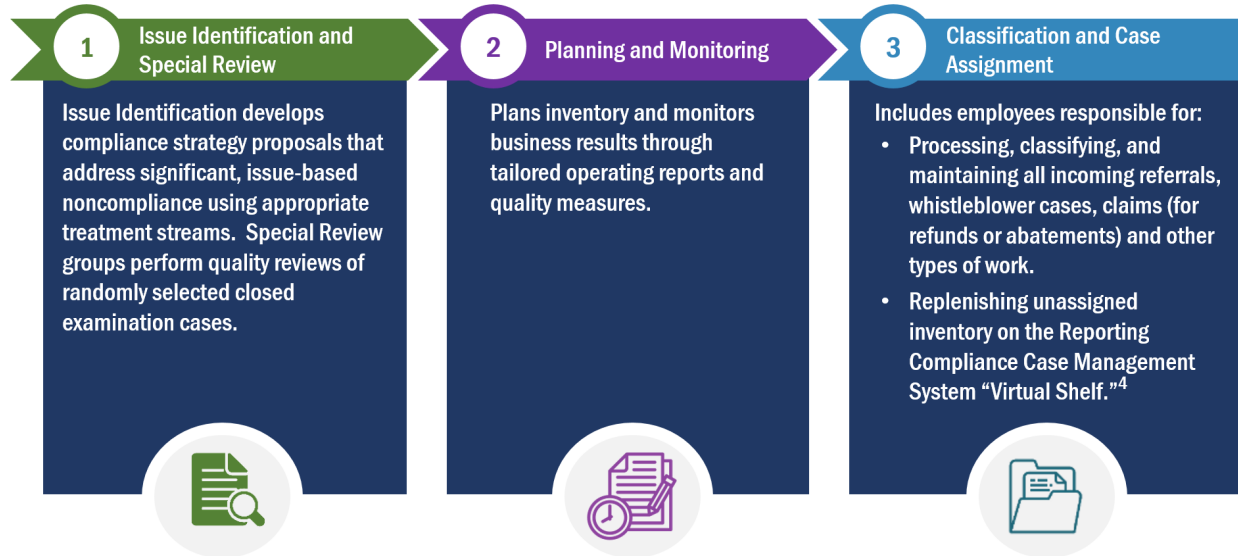 1
Issue Identification and
Special Review
Issue Identification develops
compliance strategy proposals that
address significant, issue-based
noncompliance using appropriate
treatment streams.  Special Review
groups perform quality reviews of
randomly selected closed
examination cases.
2
Planning and Monitoring
Plans inventory and monitors
business results through
tailored operating reports and
quality measures.
3
Classification and Case
Assignment
Includes employees responsible for:
• Processing, classifying, and
maintaining all incoming referrals,
whistleblower cases, claims (for
refunds or abatements) and other
types of work.
• Replenishing unassigned
inventory on the Reporting
Compliance Case Management
System “Virtual Shelf.”4